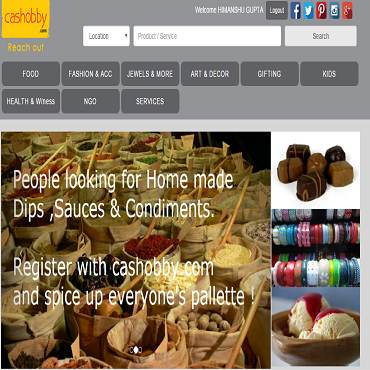 cashobby
.com
Reach out
Welcome HIMANSHU GUPTA Logout
Location Product / Service Search
FOOD FASHION & ACC JEWELS & MORE ART & DECOR GIFTING KIDS
HEALTH & W/ness NGO SERVICES
People looking for Home made
Dips ,Sauces & Condiments.
Register with cashobby.com
and spice up everyone's pallette !